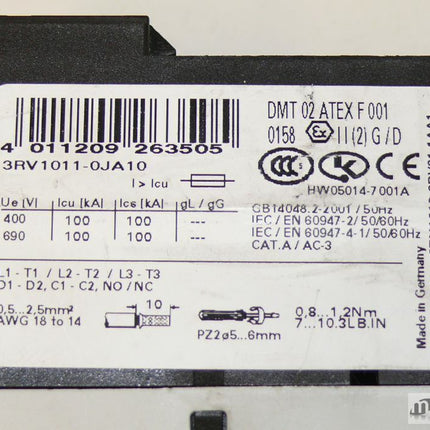 4 011209 263505
3RV1011-0JA10
I > Icu
Ue [V] Icu [kA] Ics [kA] gL / gG
400 100 100 ---
690 100 100 ---
L1 - T1 / L2 - T2 / L3 - T3
D1 - D2, C1 - C2, NO / NC
0,5...2,5mm²
AWG 18 to 14
10
PZ2ø5...6mm
0,8...1,2Nm
7...10.3LB.IN
DMT 02 ATEX F 001
0158 Ex II (2) G / D
CCC
HW05014-7001A
GB14048.2-2001 / 50Hz
IEC / EN 60947-2/ 50/60Hz
IEC / EN 60947-4-1/ 50/60Hz
CAT.A / AC-3
Made in Germany